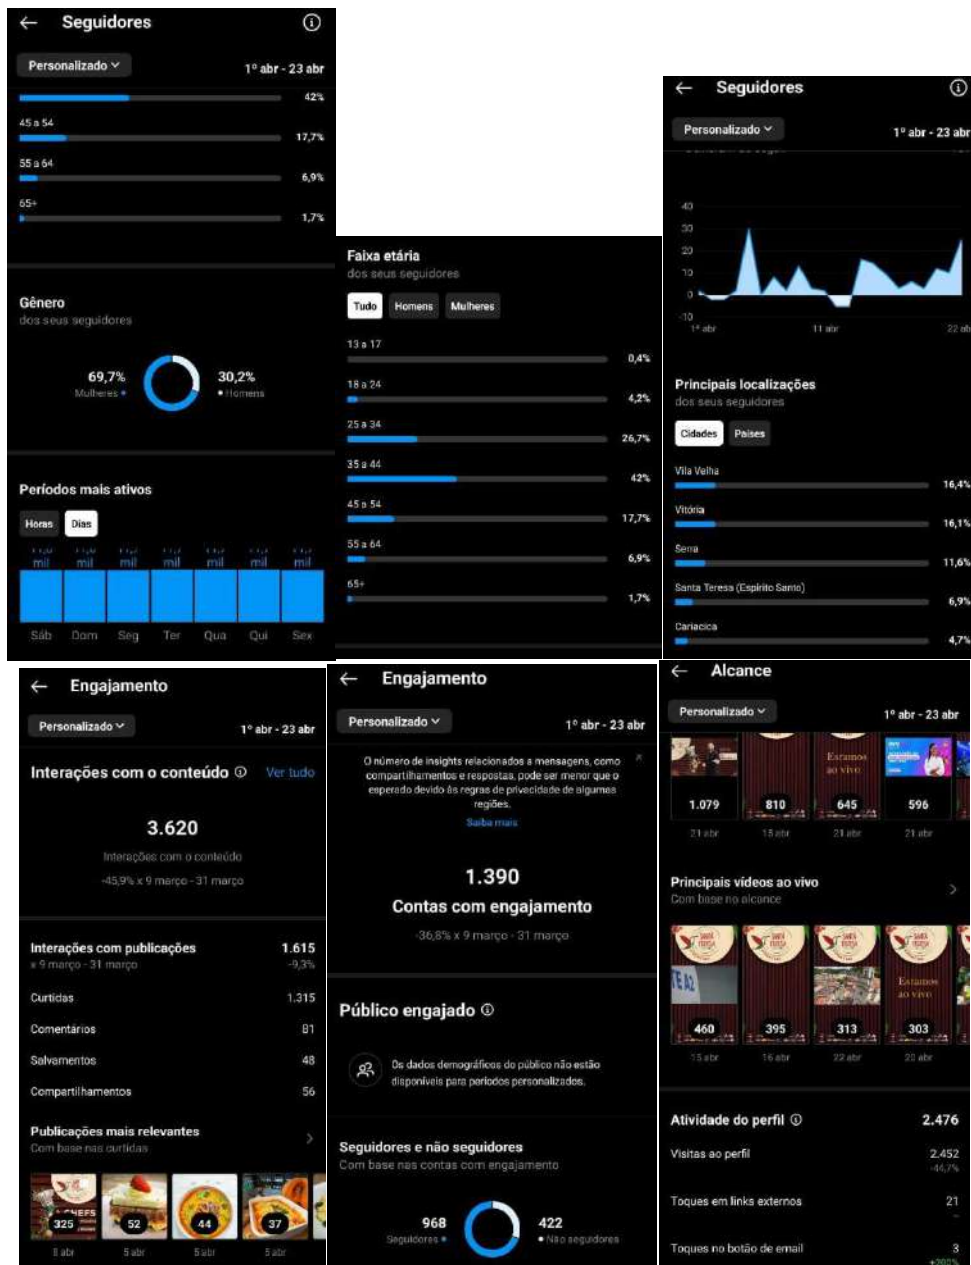 Seguidores
Personalizado
1º abr - 23 abr
42%
45 a 54
17,7%
55 a 64
6,9%
65+
1,7%
Gênero
dos seus seguidores
69,7%
Mulheres
30,2%
Homens
Períodos mais ativos
Horas Dias
mil mil mil mil mil mil mil
Sáb Dom Seg Ter Qua Qui Sex
Faixa etária
dos seus seguidores
Tudo Homens Mulheres
13 a 17
0,4%
18 a 24
4,2%
25 a 34
26,7%
35 a 44
42%
45 a 54
17,7%
55 a 64
6,9%
65+
1,7%
Seguidores
Personalizado
1º abr - 23 abr
40
30
20
10
0
-10
1º abr 11 abr 22 ab
Principais localizações
dos seus seguidores
Cidades Países
Vila Velha
16,4%
Vitória
16,1%
Serra
11,6%
Santa Teresa (Espírito Santo)
6,9%
Cariacica
4,7%
Engajamento
Personalizado
1º abr - 23 abr
Interações com o conteúdo Ver tudo
3.620
Interações com o conteúdo
-45,9% x 9 março - 31 março
Interações com publicações 1.615
x 9 março - 31 março -9,3%
Curtidas 1.315
Comentários 81
Salvamentos 48
Compartilhamentos 56
Publicações mais relevantes
Com base nas curtidas
CHEFS
325 52 44 37
8 abr 5 abr 5 abr 5 abr
Engajamento
Personalizado
1º abr - 23 abr
O número de insights relacionados a mensagens, como
compartilhamentos e respostas, pode ser menor que o
esperado devido às regras de privacidade de algumas
regiões.
Saiba mais
1.390
Contas com engajamento
-36,8% x 9 março - 31 março
Público engajado
Os dados demográficos do público não estão
disponíveis para períodos personalizados.
Seguidores e não seguidores
Com base nas contas com engajamento
968
Seguidores
422
Não seguidores
Alcance
Personalizado
1º abr - 23 abr
Estamos
ao vivo
1.079 810 645 596
21 abr 15 abr 21 abr 21 abr
Principais vídeos ao vivo
Com base no alcance
TE A2
Estamos
ao vivo
460 395 313 303
15 abr 16 abr 22 abr 20 abr
Atividade do perfil 2.476
Visitas ao perfil 2.452
-44,7%
Toques em links externos 21
--
Toques no botão de email 3
+200%